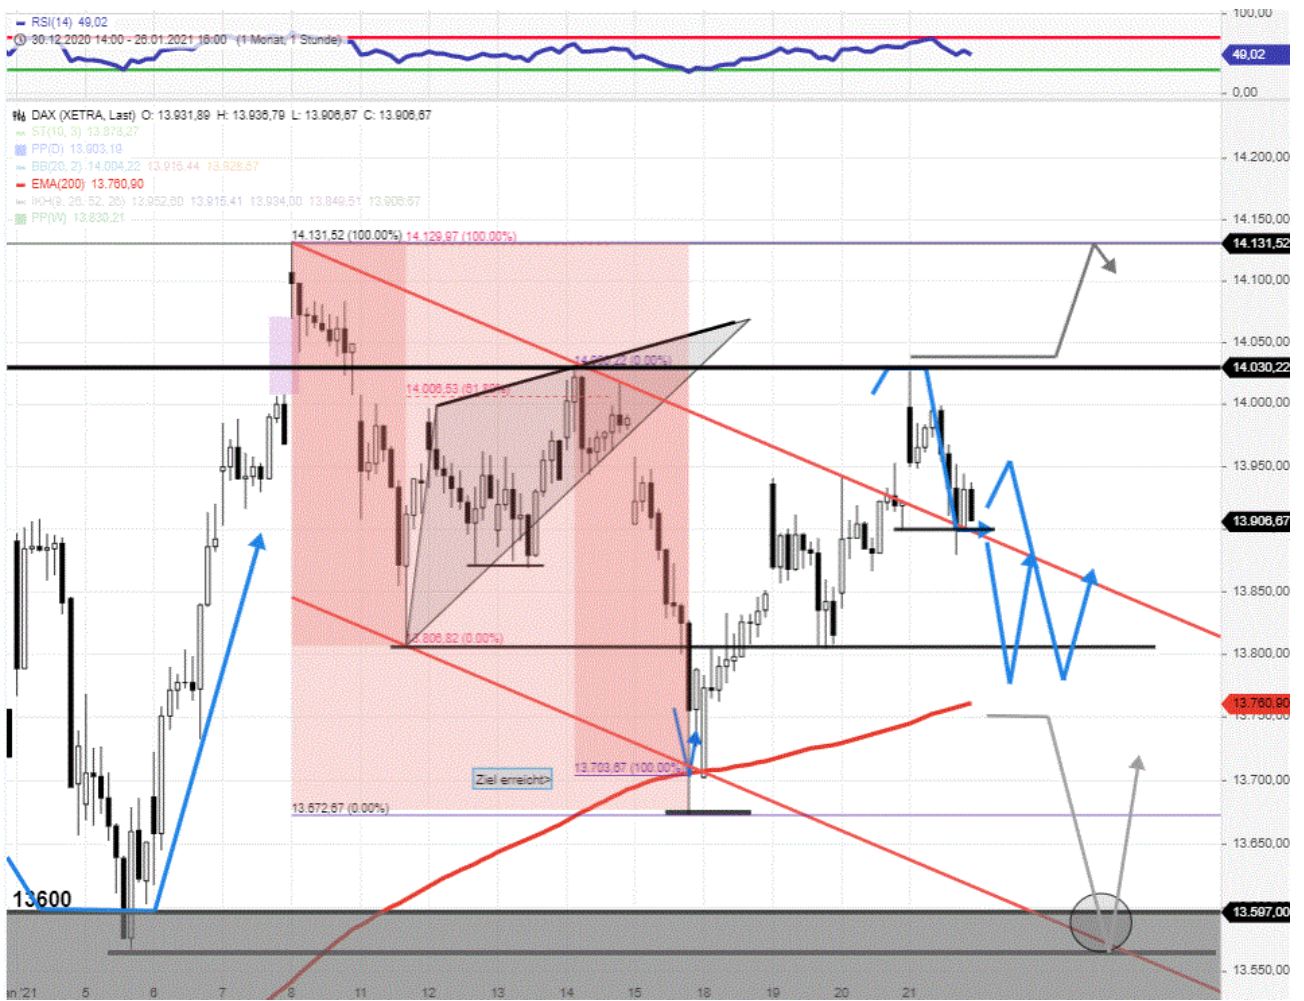 RSI(14) 49,02
30.12.2020 14:00 - 26.01.2021 16:00 (1 Monat, 1 Stunde)
100,00
49,02
0,00
DAX (XETRA, Last) O: 13.931,89 H: 13.936,79 L: 13.906,67 C: 13.906,67
ST(10, 3) 13.878,27
PP(D) 13.903,19
BB(20, 2) 14.004,22 13.916,44 13.828,67
EMA(200) 13.760,90
IKH(9, 26, 52, 26) 13.952,60 13.915,41 13.934,00 13.849,51 13.906,67
PP(W) 13.830,21
14.200,00
14.150,00
14.131,52 (100.00%) 14.129,97 (100.00%)
14.131,52
14.100,00
14.050,00
14.030,22 (0.00%)
14.030,22
14.006,53 (61.80%)
14.000,00
13.950,00
13.906,67
13.850,00
13.806,82 (0.00%)
13.800,00
13.760,90
13.750,00
13.703,67 (100.00%)
Ziel erreicht>
13.700,00
13.672,67 (0.00%)
13.650,00
13600
13.597,00
13.550,00
'21 5 6 7 8 11 12 13 14 15 18 19 20 21